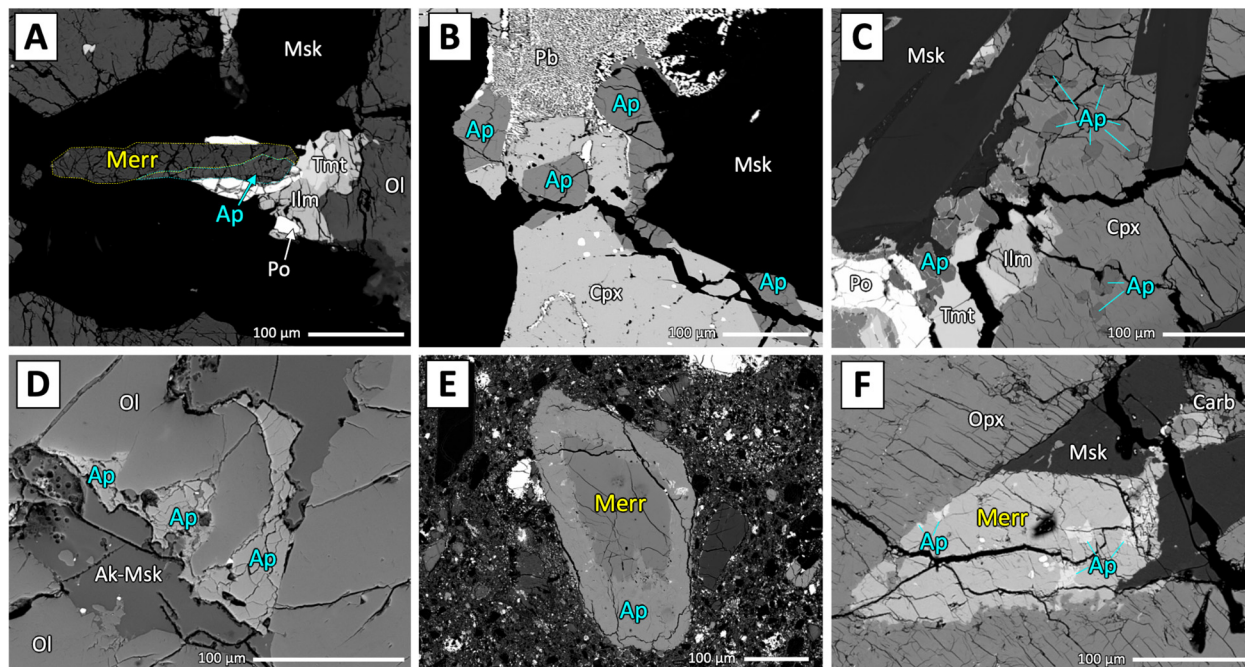 A
Msk
Merr
Tmt
Ol
Ap
Ilm
Po
100 µm
B
Pb
Ap
Ap
Ap
Msk
Ap
Cpx
100 µm
C
Msk
Ap
Cpx
Ap
Ilm
Ap
Po
Tmt
100 µm
D
Ol
Ap
Ap
Ap
Ak-Msk
Ol
100 µm
E
Merr
Ap
100 µm
F
Opx
Carb
Msk
Merr
Ap
Ap
100 µm